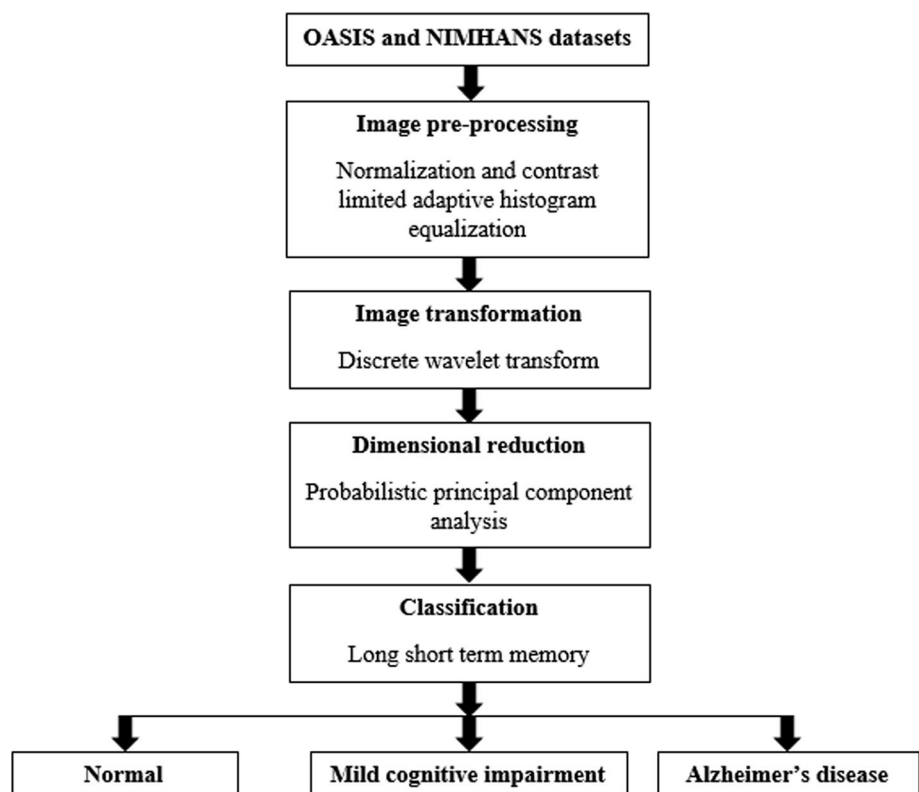 OASIS and NIMHANS datasets
Image pre-processing
Normalization and contrast
limited adaptive histogram
equalization
Image transformation
Discrete wavelet transform
Dimensional reduction
Probabilistic principal component
analysis
Classification
Long short term memory
Normal
Mild cognitive impairment
Alzheimer's disease